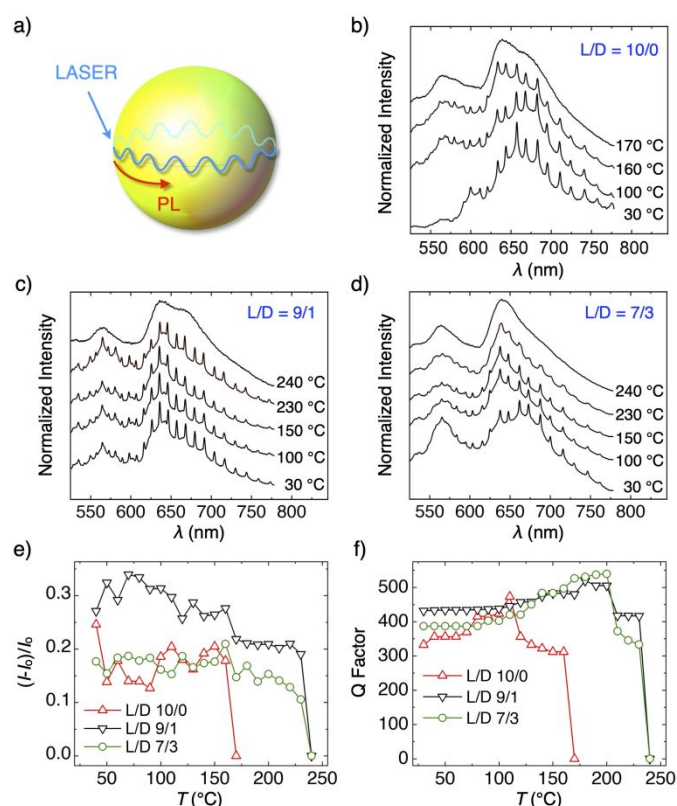 a)
LASER
PL
b)
L/D = 10/0
Normalized Intensity
170 °C
160 °C
100 °C
30 °C
550 600 650 700 750 800
λ (nm)
c)
L/D = 9/1
Normalized Intensity
240 °C
230 °C
150 °C
100 °C
30 °C
550 600 650 700 750 800
λ (nm)
d)
L/D = 7/3
Normalized Intensity
240 °C
230 °C
150 °C
100 °C
30 °C
550 600 650 700 750 800
λ (nm)
e)
(I-I₀)/I₀
0.3
0.2
0.1
0.0
L/D 10/0
L/D 9/1
L/D 7/3
50 100 150 200 250
T (°C)
f)
Q Factor
500
400
300
200
100
0
L/D 10/0
L/D 9/1
L/D 7/3
50 100 150 200 250
T (°C)